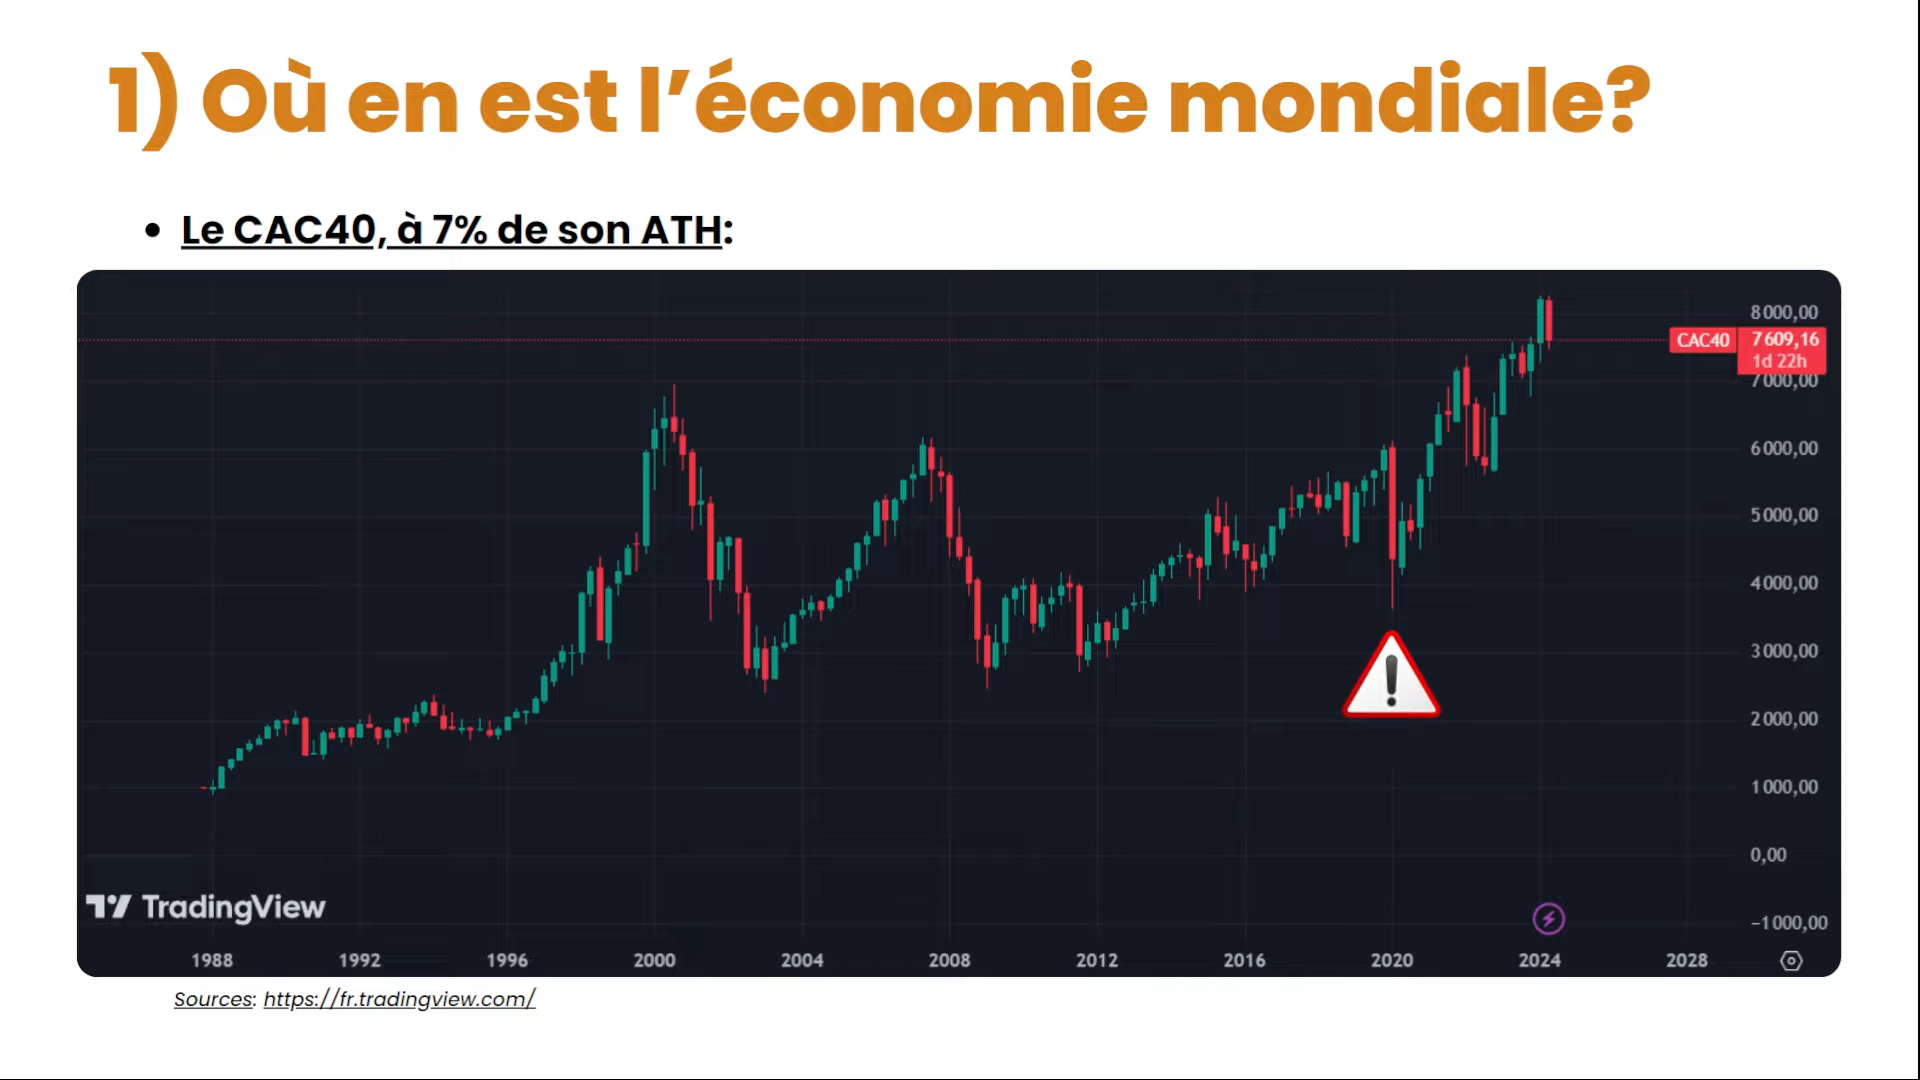 1) Où en est l’économie mondiale?
• Le CAC40, à 7% de son ATH:
8 000,00
CAC40 7 609,16
1d 22h
7 000,00
6 000,00
5 000,00
4 000,00
3 000,00
2 000,00
1 000,00
0,00
TradingView
−1 000,00
1988 1992 1996 2000 2004 2008 2012 2016 2020 2024 2028
Sources: https://fr.tradingview.com/